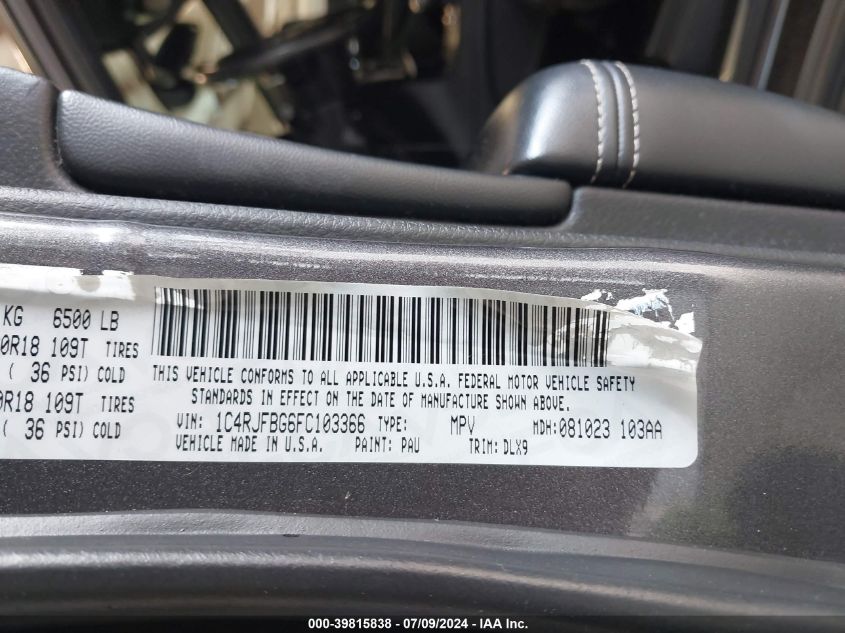 KG 6500 LB
0R18 109T TIRES
( 36 PSI) COLD
0R18 109T TIRES
( 36 PSI) COLD
THIS VEHICLE CONFORMS TO ALL APPLICABLE U.S.A. FEDERAL MOTOR VEHICLE SAFETY
STANDARDS IN EFFECT ON THE DATE OF MANUFACTURE SHOWN ABOVE.
VIN: 1C4RJFBG6FC103366 TYPE: MPV MDH: 081023 103AA
VEHICLE MADE IN U.S.A. PAINT: PAU TRIM: DLX9
000-39815838 - 07/09/2024 - IAA Inc.